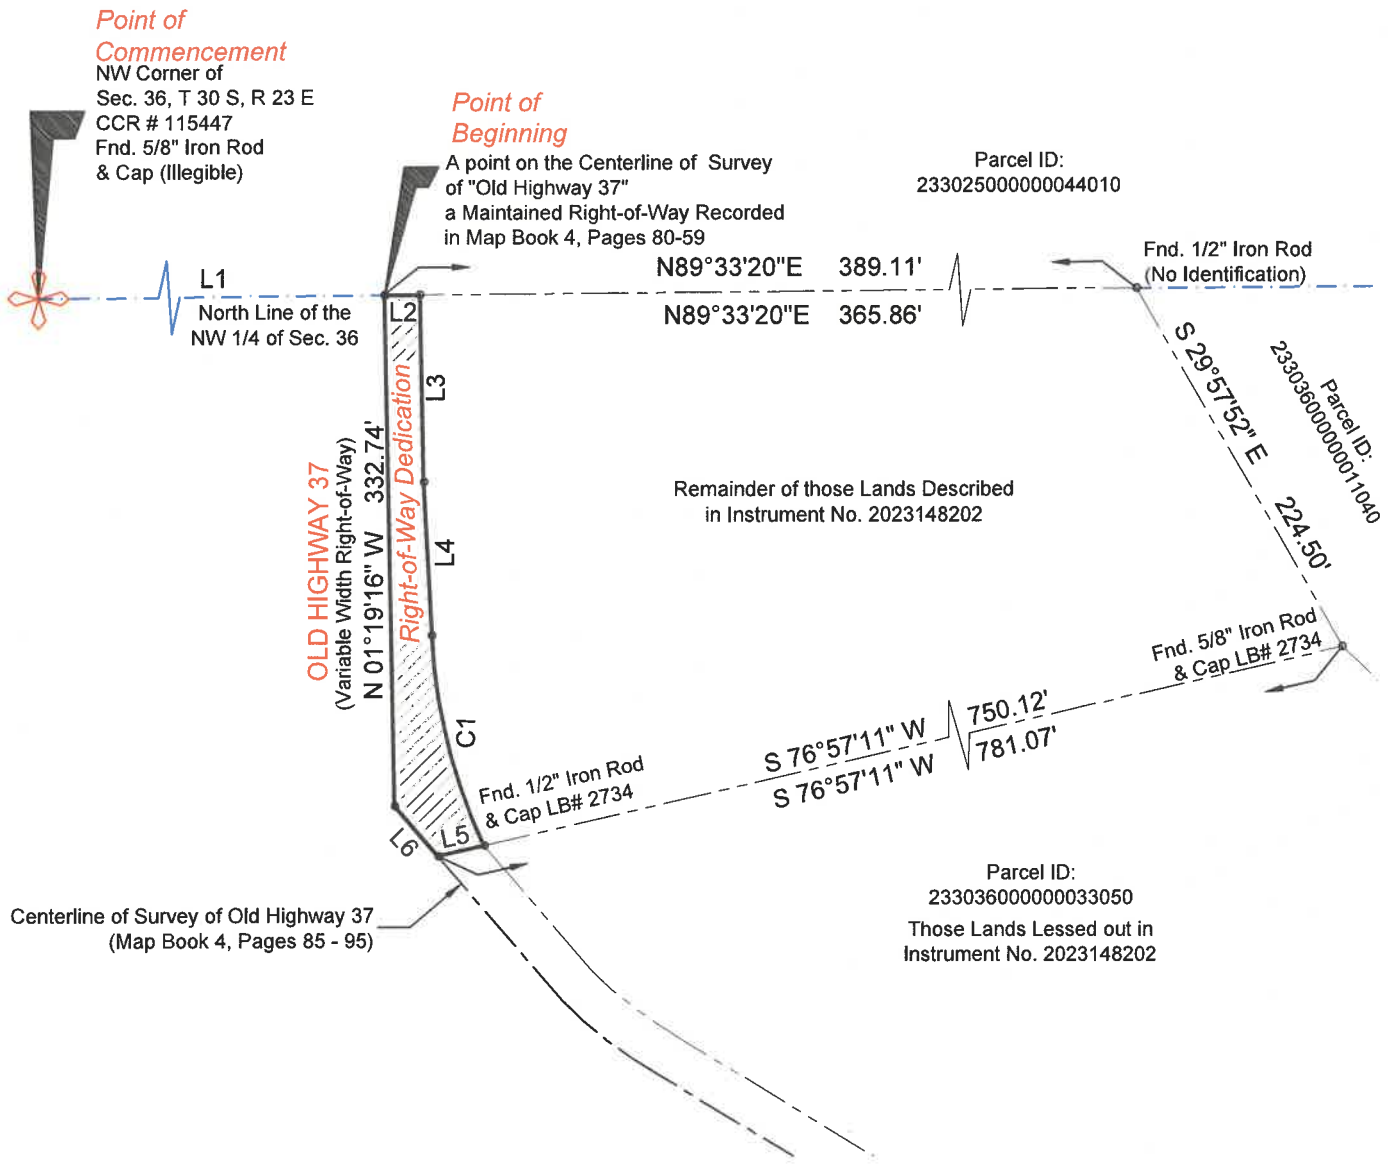 Point of
Commencement
NW Corner of
Sec. 36, T 30 S, R 23 E
CCR # 115447
Fnd. 5/8" Iron Rod
& Cap (Illegible)
Point of
Beginning
A point on the Centerline of Survey
of "Old Highway 37"
a Maintained Right-of-Way Recorded
in Map Book 4, Pages 80-59
Parcel ID:
233025000000044010
Fnd. 1/2" Iron Rod
(No Identification)
L1
North Line of the
NW 1/4 of Sec. 36
N89°33'20"E 389.11'
N89°33'20"E 365.86'
L2
L3
L4
C1
L5
L6
Right-of-Way Dedication
OLD HIGHWAY 37
(Variable Width Right-of-Way)
N 01°19'16" W 332.74'
S 29°57'52" E 224.50'
Parcel ID:
233036000000011040
Remainder of those Lands Described
in Instrument No. 2023148202
Fnd. 5/8" Iron Rod
& Cap LB# 2734
S 76°57'11" W 750.12'
S 76°57'11" W 781.07'
Fnd. 1/2" Iron Rod
& Cap LB# 2734
Parcel ID:
233036000000033050
Those Lands Lessed out in
Instrument No. 2023148202
Centerline of Survey of Old Highway 37
(Map Book 4, Pages 85 - 95)